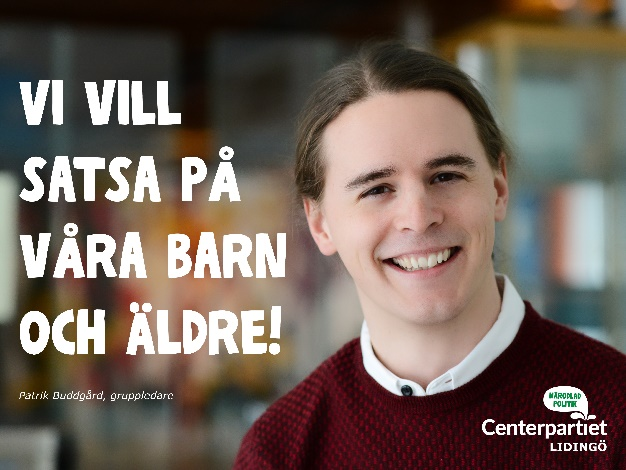 VI VILL
SATSA PÅ
VÅRA BARN
OCH ÄLDRE!
Patrik Buddgård, gruppledare
NÄRODLAD
POLITIK
Centerpartiet
LIDINGÖ